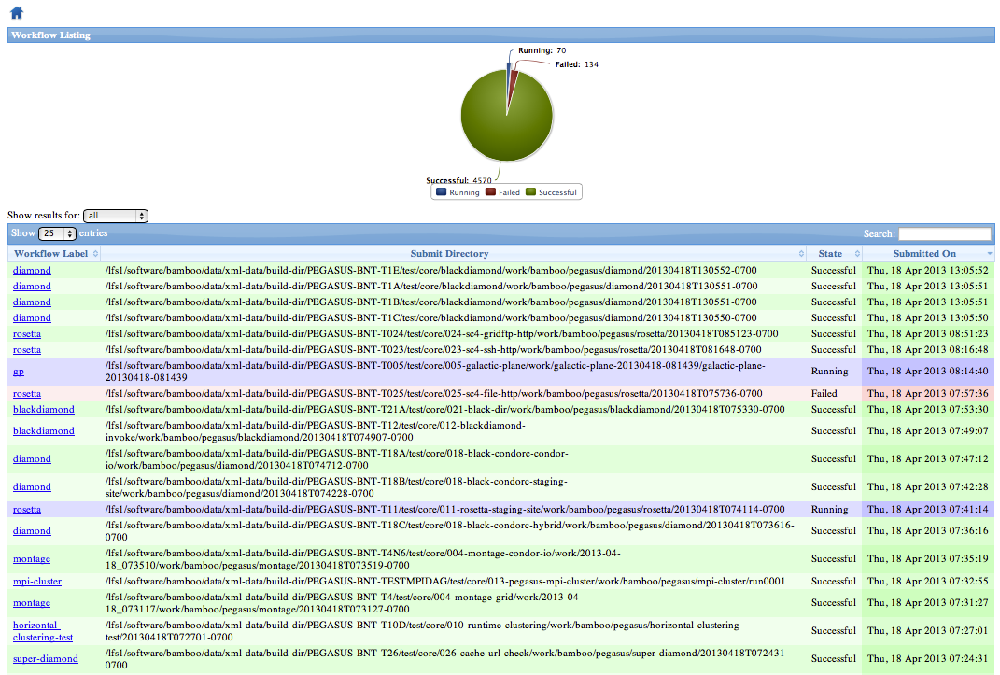 Workflow Listing
Running: 70
Failed: 134
Successful: 4570
Running Failed Successful
Show results for: all
Show 25 entries Search:
Workflow Label Submit Directory State Submitted On
diamond /lfs1/software/bamboo/data/xml-data/build-dir/PEGASUS-BNT-T1E/test/core/blackdiamond/work/bamboo/pegasus/diamond/20130418T130552-0700 Successful Thu, 18 Apr 2013 13:05:52
diamond /lfs1/software/bamboo/data/xml-data/build-dir/PEGASUS-BNT-T1A/test/core/blackdiamond/work/bamboo/pegasus/diamond/20130418T130551-0700 Successful Thu, 18 Apr 2013 13:05:51
diamond /lfs1/software/bamboo/data/xml-data/build-dir/PEGASUS-BNT-T1B/test/core/blackdiamond/work/bamboo/pegasus/diamond/20130418T130551-0700 Successful Thu, 18 Apr 2013 13:05:51
diamond /lfs1/software/bamboo/data/xml-data/build-dir/PEGASUS-BNT-T1C/test/core/blackdiamond/work/bamboo/pegasus/diamond/20130418T130550-0700 Successful Thu, 18 Apr 2013 13:05:50
rosetta /lfs1/software/bamboo/data/xml-data/build-dir/PEGASUS-BNT-T024/test/core/024-sc4-gridftp-http/work/bamboo/pegasus/rosetta/20130418T085123-0700 Successful Thu, 18 Apr 2013 08:51:23
rosetta /lfs1/software/bamboo/data/xml-data/build-dir/PEGASUS-BNT-T023/test/core/023-sc4-ssh-http/work/bamboo/pegasus/rosetta/20130418T081648-0700 Successful Thu, 18 Apr 2013 08:16:48
gp /lfs1/software/bamboo/data/xml-data/build-dir/PEGASUS-BNT-T005/test/core/005-galactic-plane/work/galactic-plane-20130418-081439/galactic-plane-
20130418-081439 Running Thu, 18 Apr 2013 08:14:40
rosetta /lfs1/software/bamboo/data/xml-data/build-dir/PEGASUS-BNT-T025/test/core/025-sc4-file-http/work/bamboo/pegasus/rosetta/20130418T075736-0700 Failed Thu, 18 Apr 2013 07:57:36
blackdiamond /lfs1/software/bamboo/data/xml-data/build-dir/PEGASUS-BNT-T21A/test/core/021-black-dir/work/bamboo/pegasus/blackdiamond/20130418T075330-0700 Successful Thu, 18 Apr 2013 07:53:30
blackdiamond /lfs1/software/bamboo/data/xml-data/build-dir/PEGASUS-BNT-T12/test/core/012-blackdiamond-
invoke/work/bamboo/pegasus/blackdiamond/20130418T074907-0700 Successful Thu, 18 Apr 2013 07:49:07
diamond /lfs1/software/bamboo/data/xml-data/build-dir/PEGASUS-BNT-T18A/test/core/018-black-condorc-condor-
io/work/bamboo/pegasus/diamond/20130418T074712-0700 Successful Thu, 18 Apr 2013 07:47:12
diamond /lfs1/software/bamboo/data/xml-data/build-dir/PEGASUS-BNT-T18B/test/core/018-black-condorc-staging-
site/work/bamboo/pegasus/diamond/20130418T074228-0700 Successful Thu, 18 Apr 2013 07:42:28
rosetta /lfs1/software/bamboo/data/xml-data/build-dir/PEGASUS-BNT-T11/test/core/011-rosetta-staging-site/work/bamboo/pegasus/rosetta/20130418T074114-0700 Running Thu, 18 Apr 2013 07:41:14
diamond /lfs1/software/bamboo/data/xml-data/build-dir/PEGASUS-BNT-T18C/test/core/018-black-condorc-hybrid/work/bamboo/pegasus/diamond/20130418T073616-
0700 Successful Thu, 18 Apr 2013 07:36:16
montage /lfs1/software/bamboo/data/xml-data/build-dir/PEGASUS-BNT-T4N6/test/core/004-montage-condor-io/work/2013-04-
18_073510/work/bamboo/pegasus/montage/20130418T073519-0700 Successful Thu, 18 Apr 2013 07:35:19
mpi-cluster /lfs1/software/bamboo/data/xml-data/build-dir/PEGASUS-BNT-TESTMPIDAG/test/core/013-pegasus-mpi-cluster/work/bamboo/pegasus/mpi-cluster/run0001 Successful Thu, 18 Apr 2013 07:32:55
montage /lfs1/software/bamboo/data/xml-data/build-dir/PEGASUS-BNT-T4/test/core/004-montage-grid/work/2013-04-
18_073117/work/bamboo/pegasus/montage/20130418T073127-0700 Successful Thu, 18 Apr 2013 07:31:27
horizontal- /lfs1/software/bamboo/data/xml-data/build-dir/PEGASUS-BNT-T10D/test/core/010-runtime-clustering/work/bamboo/pegasus/horizontal-clustering-
clustering-test test/20130418T072701-0700 Successful Thu, 18 Apr 2013 07:27:01
super-diamond /lfs1/software/bamboo/data/xml-data/build-dir/PEGASUS-BNT-T26/test/core/026-cache-url-check/work/bamboo/pegasus/super-diamond/20130418T072431-
0700 Successful Thu, 18 Apr 2013 07:24:31